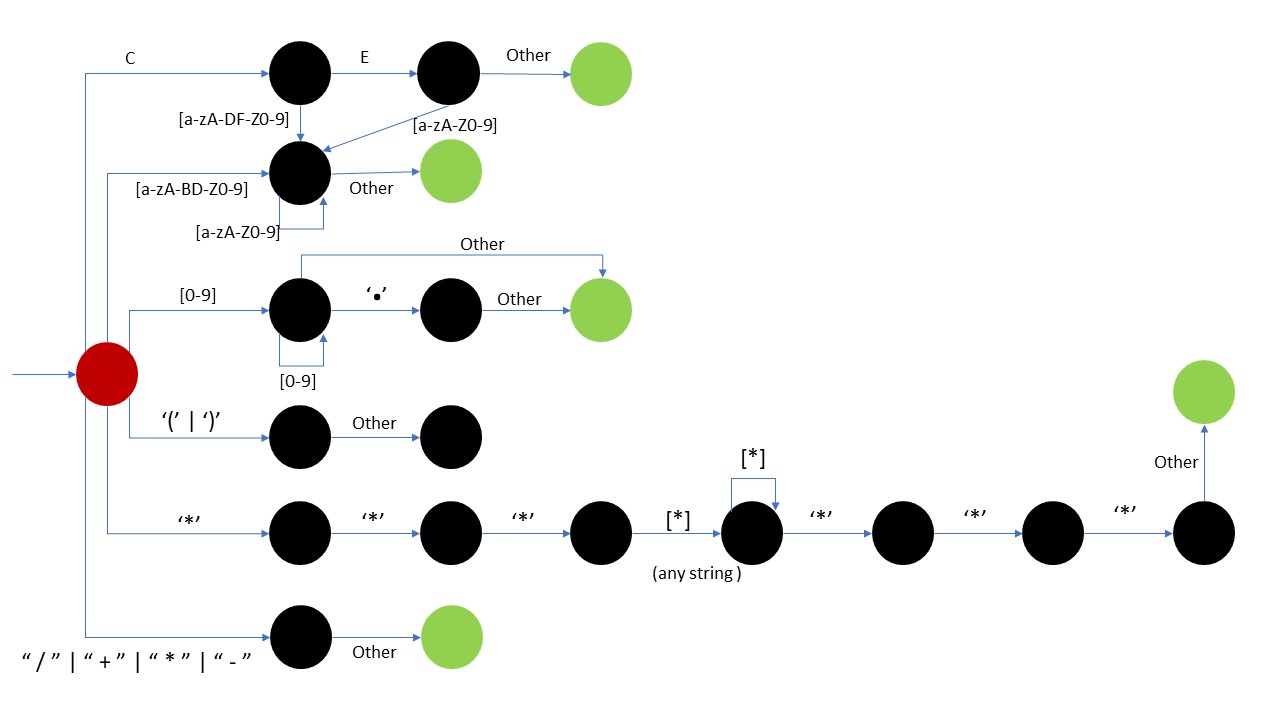 C
E
Other
[a-zA-DF-Z0-9]
[a-zA-Z0-9]
[a-zA-BD-Z0-9]
Other
[a-zA-Z0-9]
Other
[0-9]
‘•’
Other
[0-9]
‘(’ | ‘)’
Other
[*]
Other
‘*’
‘*’
‘*’
[*]
‘*’
‘*’
‘*’
(any string)
“ / ” | “ + ” | “ * ” | “ - ”
Other